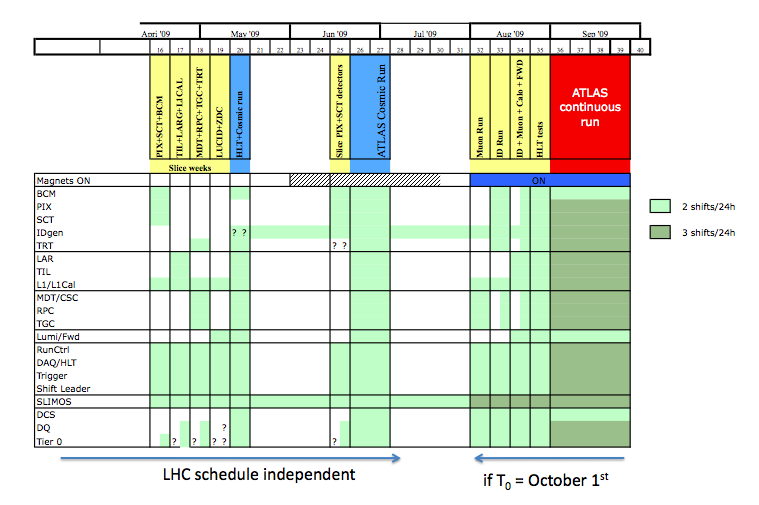 April '09 May '09 Jun '09 Jul '09 Aug '09 Sep '09
16 17 18 19 20 21 22 23 24 25 26 27 28 29 30 31 32 33 34 35 36 37 38 39 40
PIX+SCT+BCM
TIL+LARG+L1CAL
MDT+RPC+TGC+TRT
LUCID+ZDC
HLT+Cosmic run
Slice PIX+SCT detectors
ATLAS Cosmic Run
Muon Run
ID Run
ID + Muon + Calo + FWD
HLT tests
ATLAS
continuous
run
Slice weeks
Magnets ON ON
BCM
PIX 2 shifts/24h
SCT
IDgen ? ?
TRT ? ? 3 shifts/24h
LAR
TIL
L1/L1Cal
MDT/CSC
RPC
TGC
Lumi/Fwd
RunCtrl
DAQ/HLT
Trigger
Shift Leader
SLIMOS
DCS
DQ ?
Tier 0 ? ? ? ? ?
LHC schedule independent
if T0 = October 1st